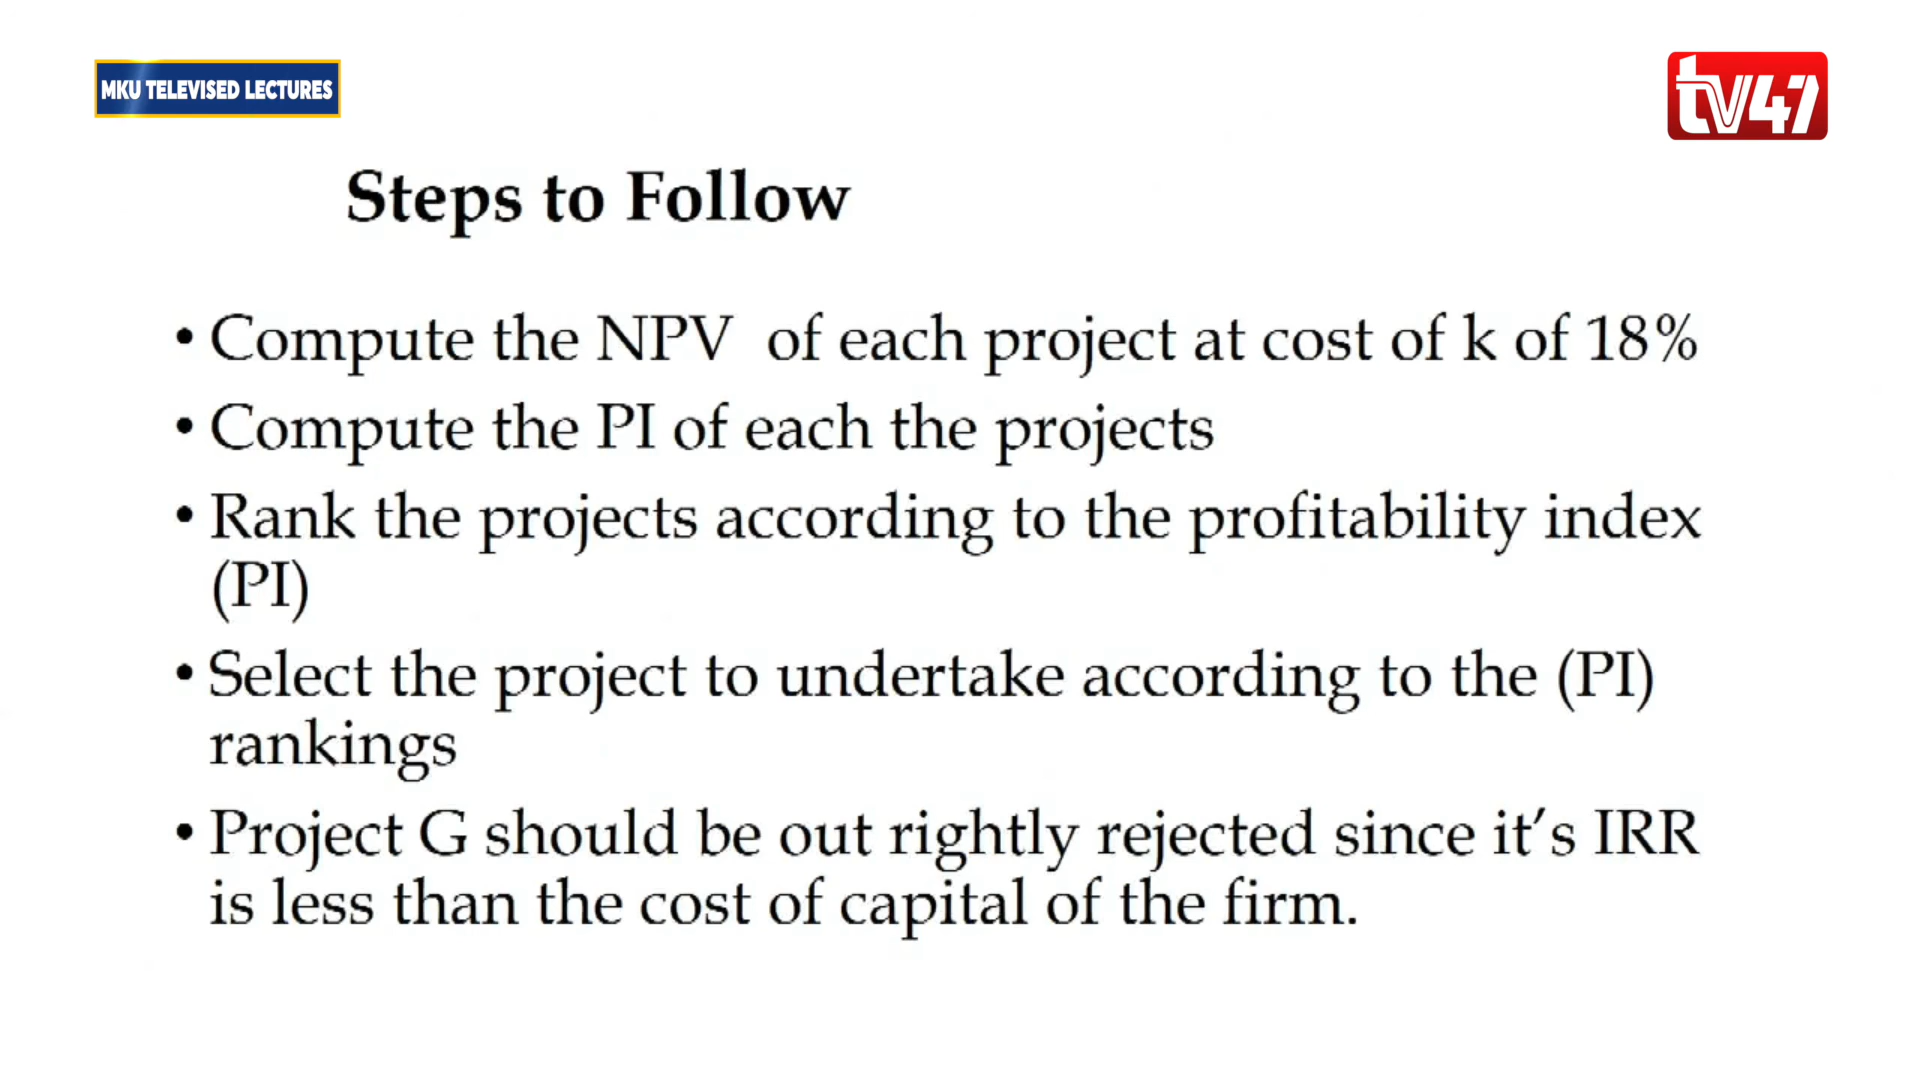 MKU TELEVISED LECTURES
tv47
Steps to Follow
• Compute the NPV of each project at cost of k of 18%
• Compute the PI of each the projects
• Rank the projects according to the profitability index
(PI)
• Select the project to undertake according to the (PI)
rankings
• Project G should be out rightly rejected since it’s IRR
is less than the cost of capital of the firm.